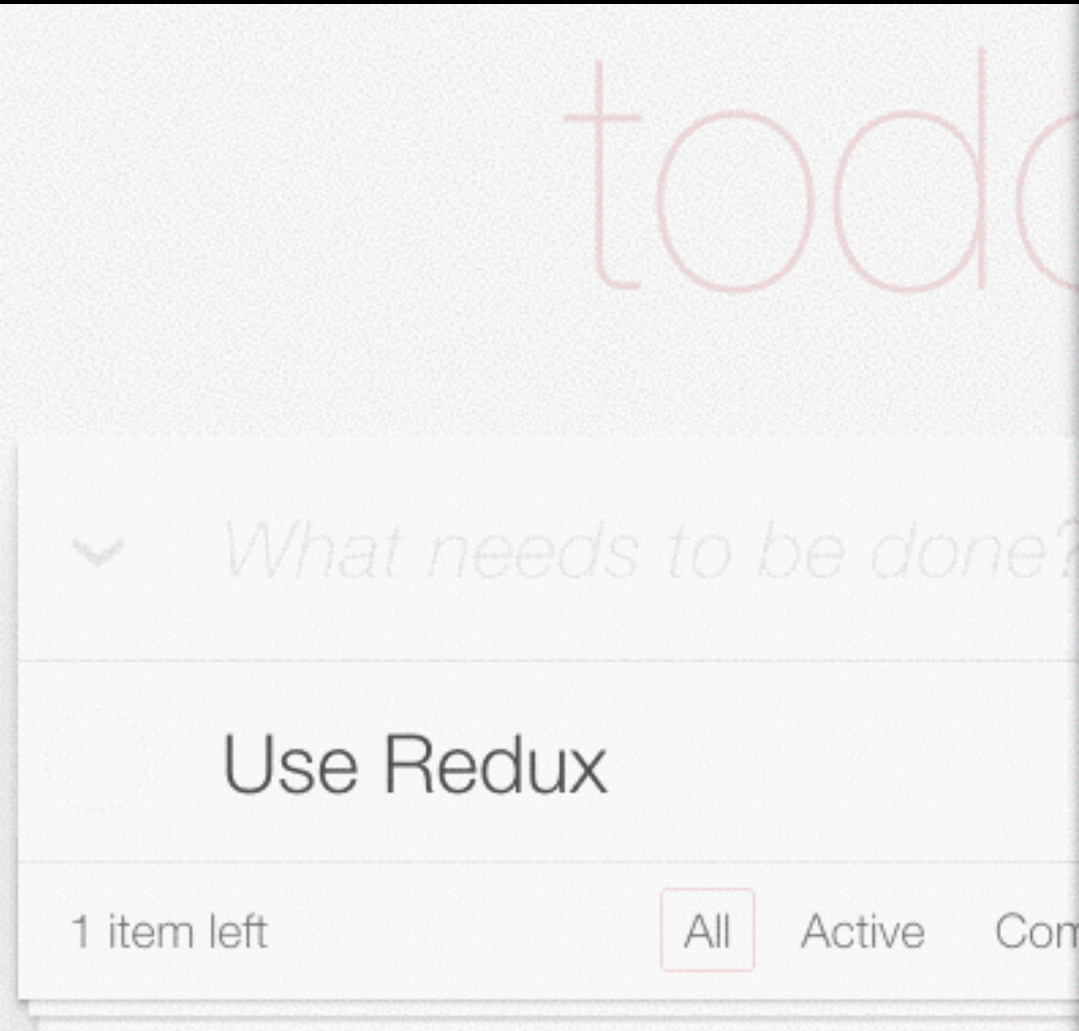 tod
What needs to be done?
Use Redux
1 item left
All Active Com